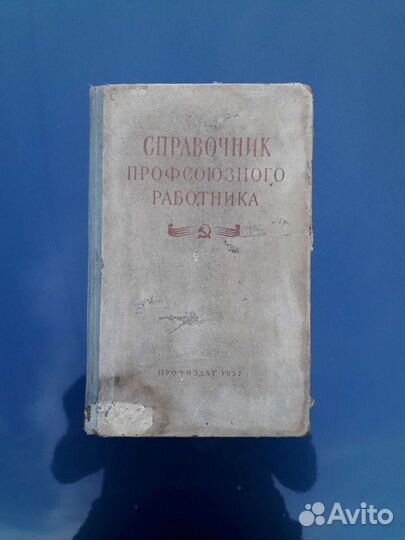 СПРАВОЧНИК
ПРОФСОЮЗНОГО
РАБОТНИКА
ПРОФИЗДАТ 1957
Avito